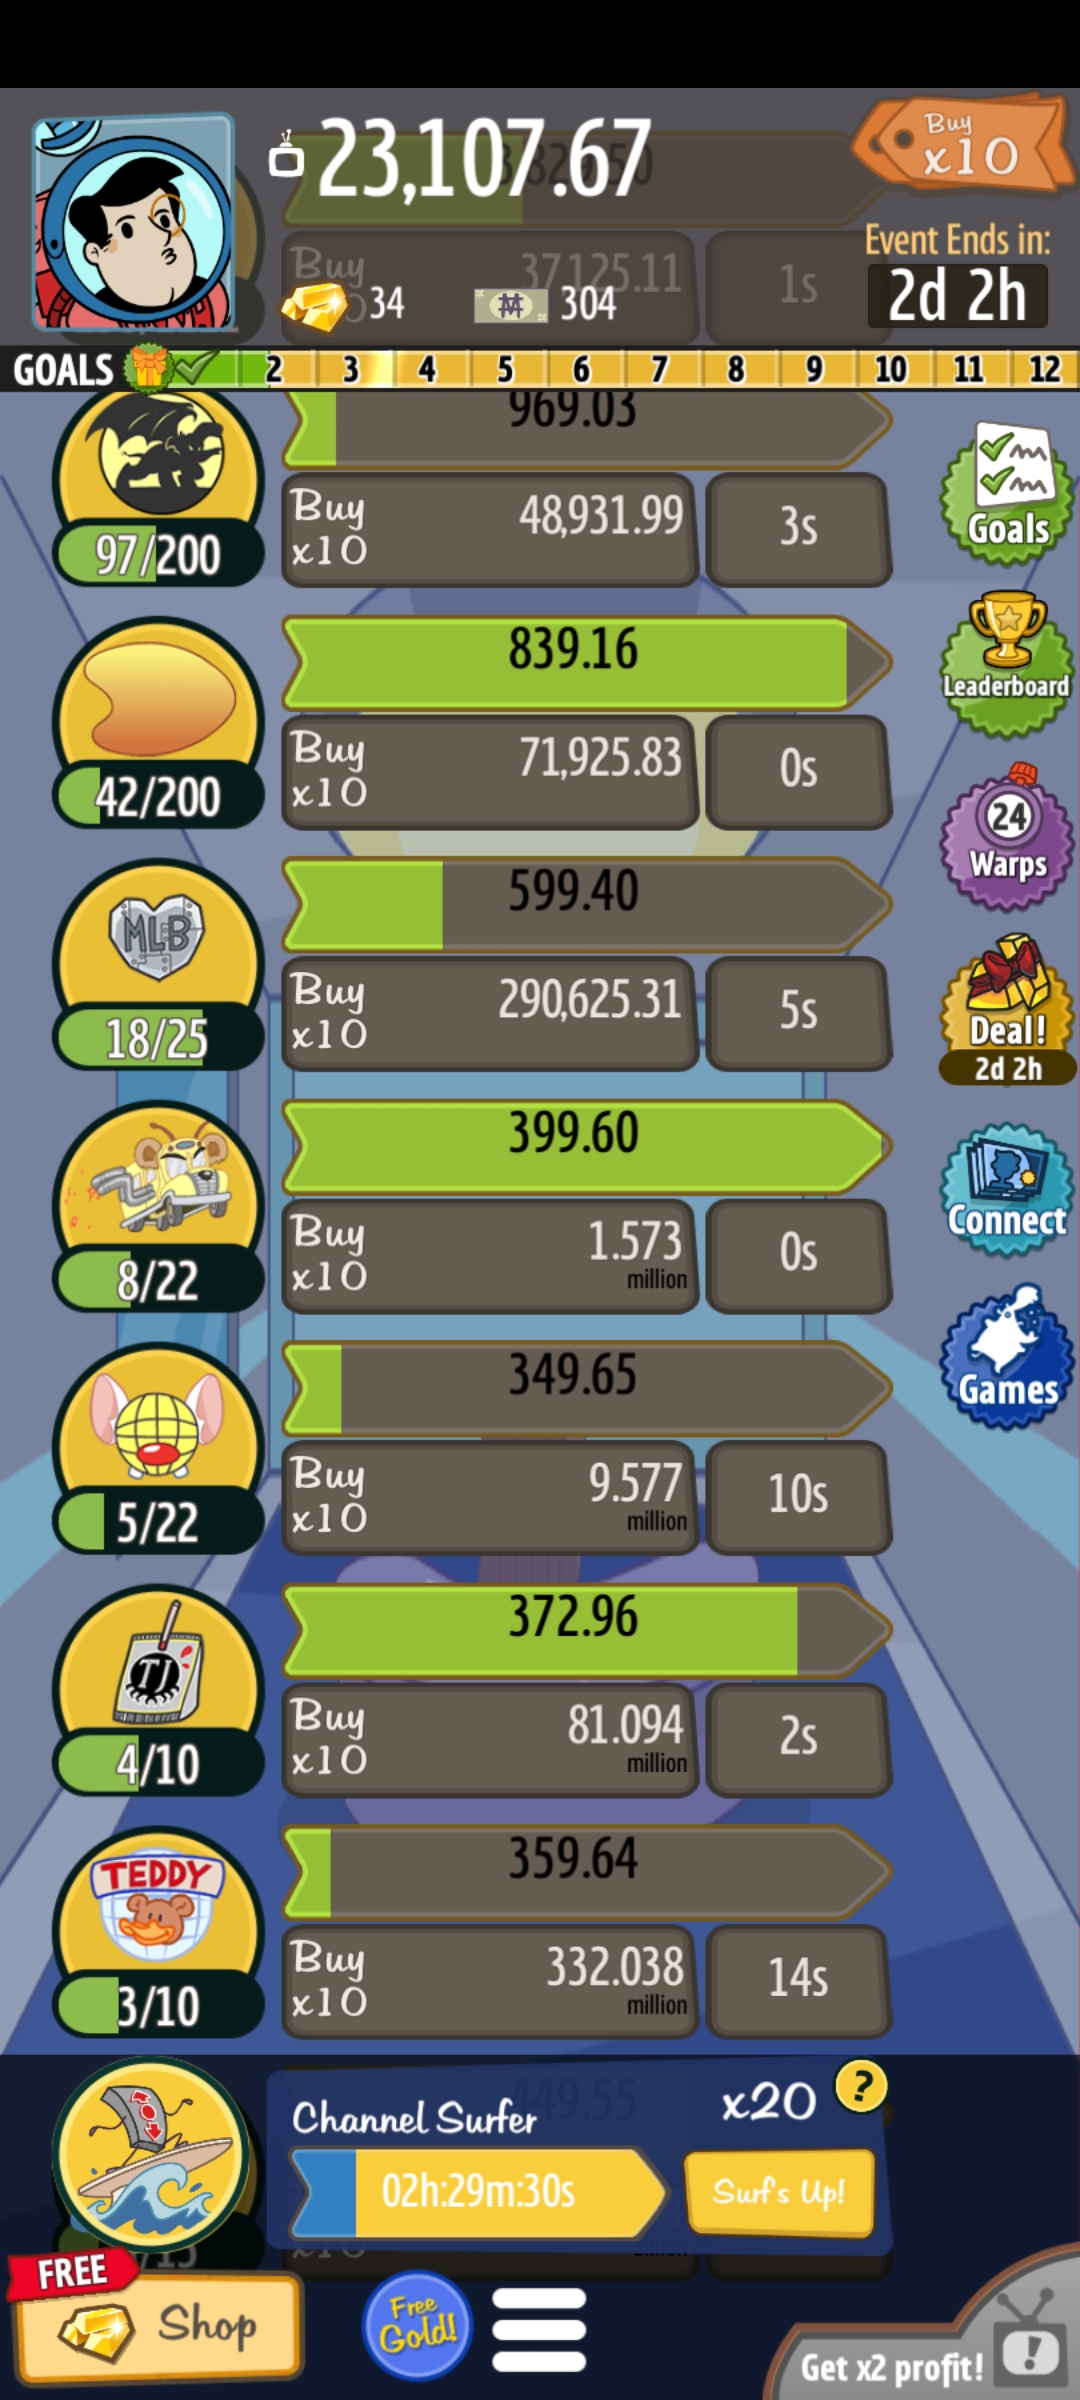 23,107.67
Buy
x10
Event Ends in:
2d 2h
Buy
37125.11
1s
34
304
GOALS 2 3 4 5 6 7 8 9 10 11 12
969.03
Buy
x10
48,931.99
3s
97/200
Goals
839.16
Buy
x10
71,925.83
0s
42/200
Leaderboard
24
Warps
599.40
MLB
Buy
x10
290,625.31
5s
18/25
Deal!
2d 2h
399.60
Buy
x10
1.573
million
0s
8/22
Connect
349.65
Buy
x10
9.577
million
10s
5/22
Games
372.96
TJ
Buy
x10
81.094
million
2s
4/10
359.64
TEDDY
Buy
x10
332.038
million
14s
3/10
449.55
Channel Surfer
x20
?
02h:29m:30s
Surf's Up!
x10
FREE
Shop
Free
Gold!
Get x2 profit!
!